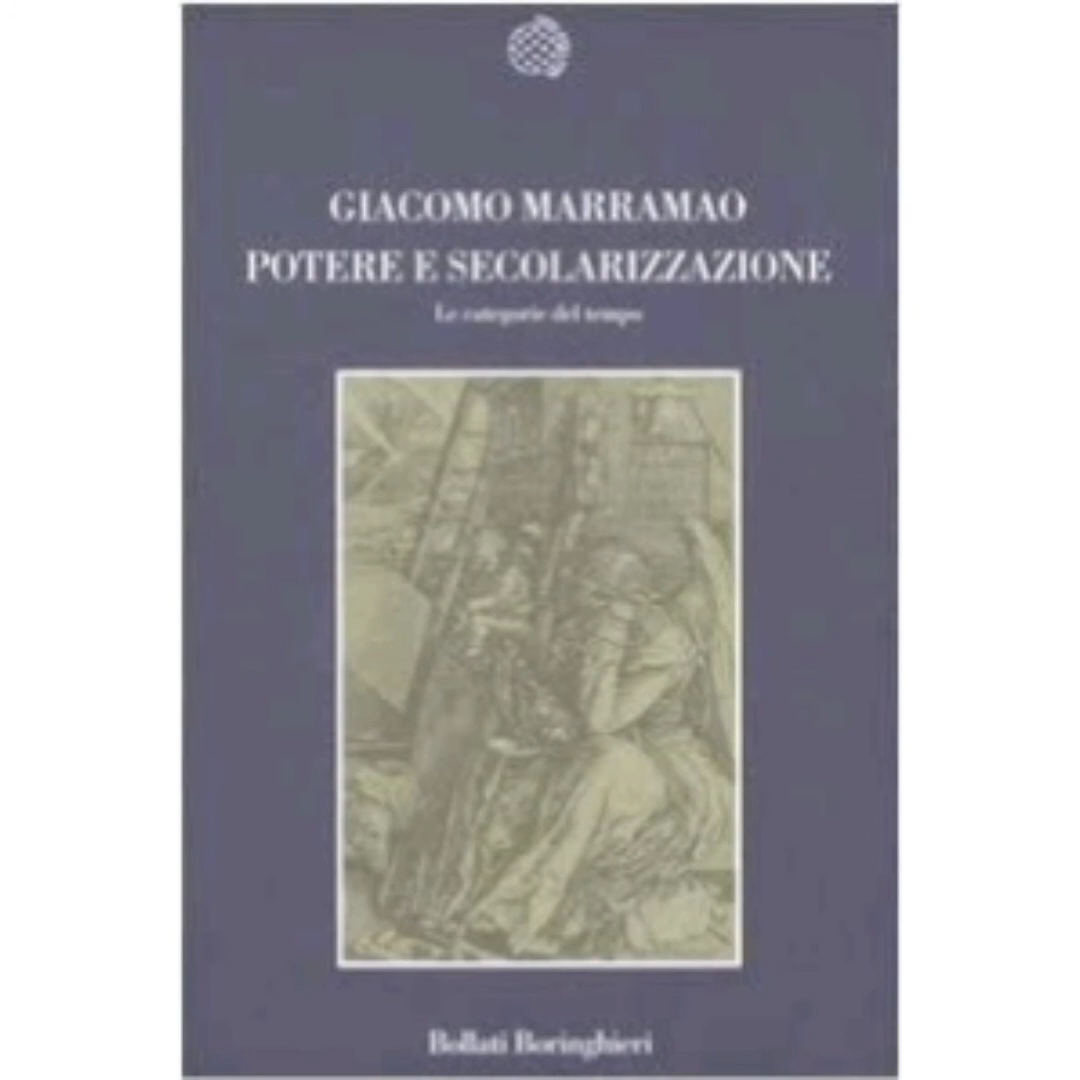 GIACOMO MARRAMAO
POTERE E SECOLARIZZAZIONE
Le categorie del tempo
Bollati Boringhieri